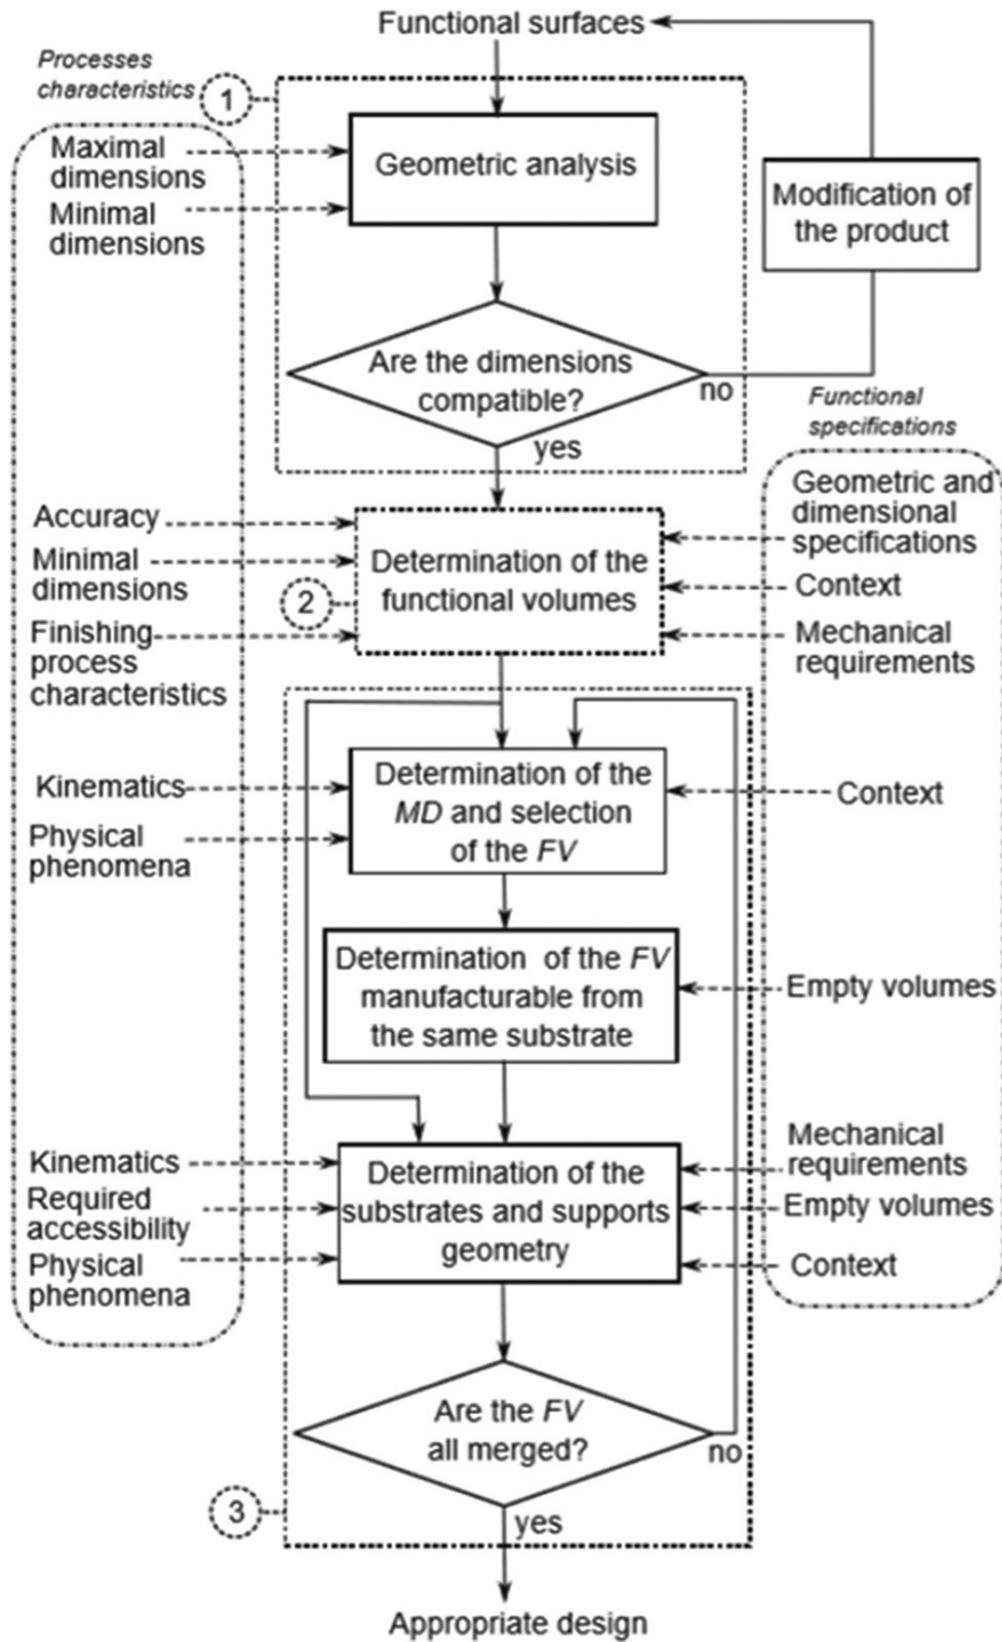 Functional surfaces
Processes
characteristics
1
Maximal
dimensions
Minimal
dimensions
Geometric analysis
Modification of
the product
Are the dimensions
compatible?
no
yes
Functional
specifications
Accuracy
Minimal
dimensions
Finishing
process
characteristics
2
Determination of the
functional volumes
Geometric and
dimensional
specifications
Context
Mechanical
requirements
Kinematics
Physical
phenomena
Determination of the
MD and selection
of the FV
Context
Determination of the FV
manufacturable from
the same substrate
Empty volumes
Kinematics
Required
accessibility
Physical
phenomena
Determination of the
substrates and supports
geometry
Mechanical
requirements
Empty volumes
Context
Are the FV
all merged?
no
3
yes
Appropriate design